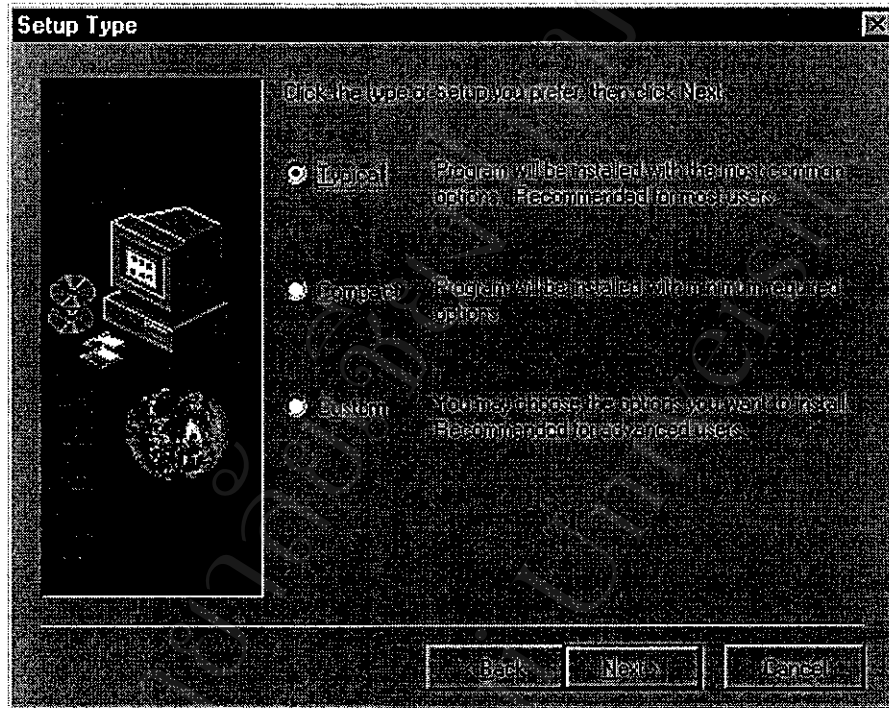 Setup Type
Click the type of Setup you prefer, then click Next.
Typical Program will be installed with the most common
options. Recommended for most users.
Compact Program will be installed with minimum required
options.
Custom You may choose the options you want to install.
Recommended for advanced users.
< Back Next > Cancel